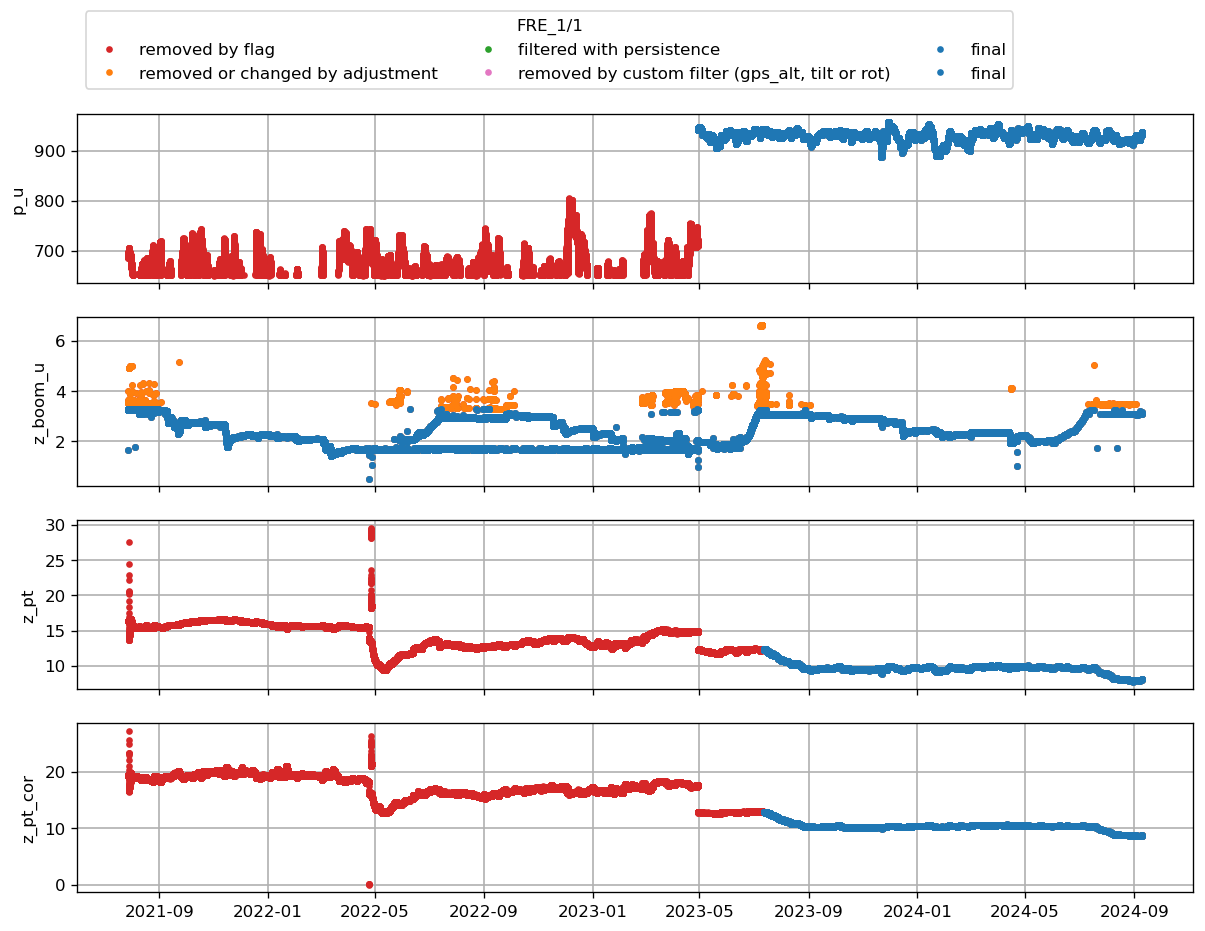 FRE_1/1
removed by flag
filtered with persistence
final
removed or changed by adjustment
removed by custom filter (gps_alt, tilt or rot)
final
p_u
900
800
700
z_boom_u
6
4
2
z_pt
30
25
20
15
10
z_pt_cor
20
10
0
2021-09 2022-01 2022-05 2022-09 2023-01 2023-05 2023-09 2024-01 2024-05 2024-09